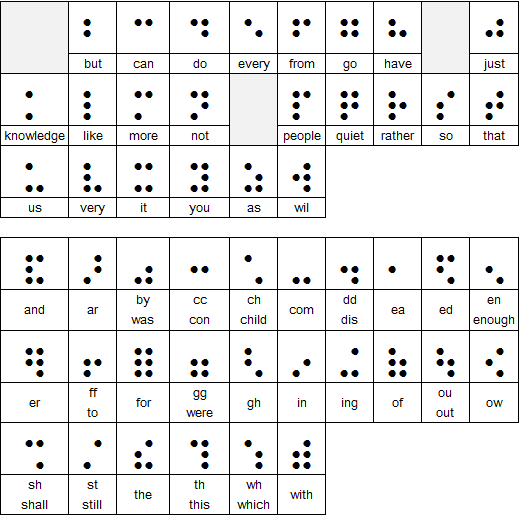 ⠃ ⠉ ⠙ ⠑ ⠋ ⠛ ⠓ ⠚
but can do every from go have just
⠅ ⠇ ⠍ ⠝ ⠏ ⠟ ⠗ ⠎ ⠞
knowledge like more not people quiet rather so that
⠥ ⠧ ⠭ ⠽ ⠵ ⠺
us very it you as wil
⠯ ⠜ ⠴ ⠒ ⠡ ⠤ ⠲ ⠂ ⠫ ⠢
and ar by cc ch com dd ea ed en
was con child dis enough
⠻ ⠖ ⠿ ⠶ ⠣ ⠔ ⠬ ⠷ ⠳ ⠪
er ff for gg gh in ing of ou ow
to were out
⠩ ⠌ ⠮ ⠹ ⠱ ⠾
sh st the th wh with
shall still this which